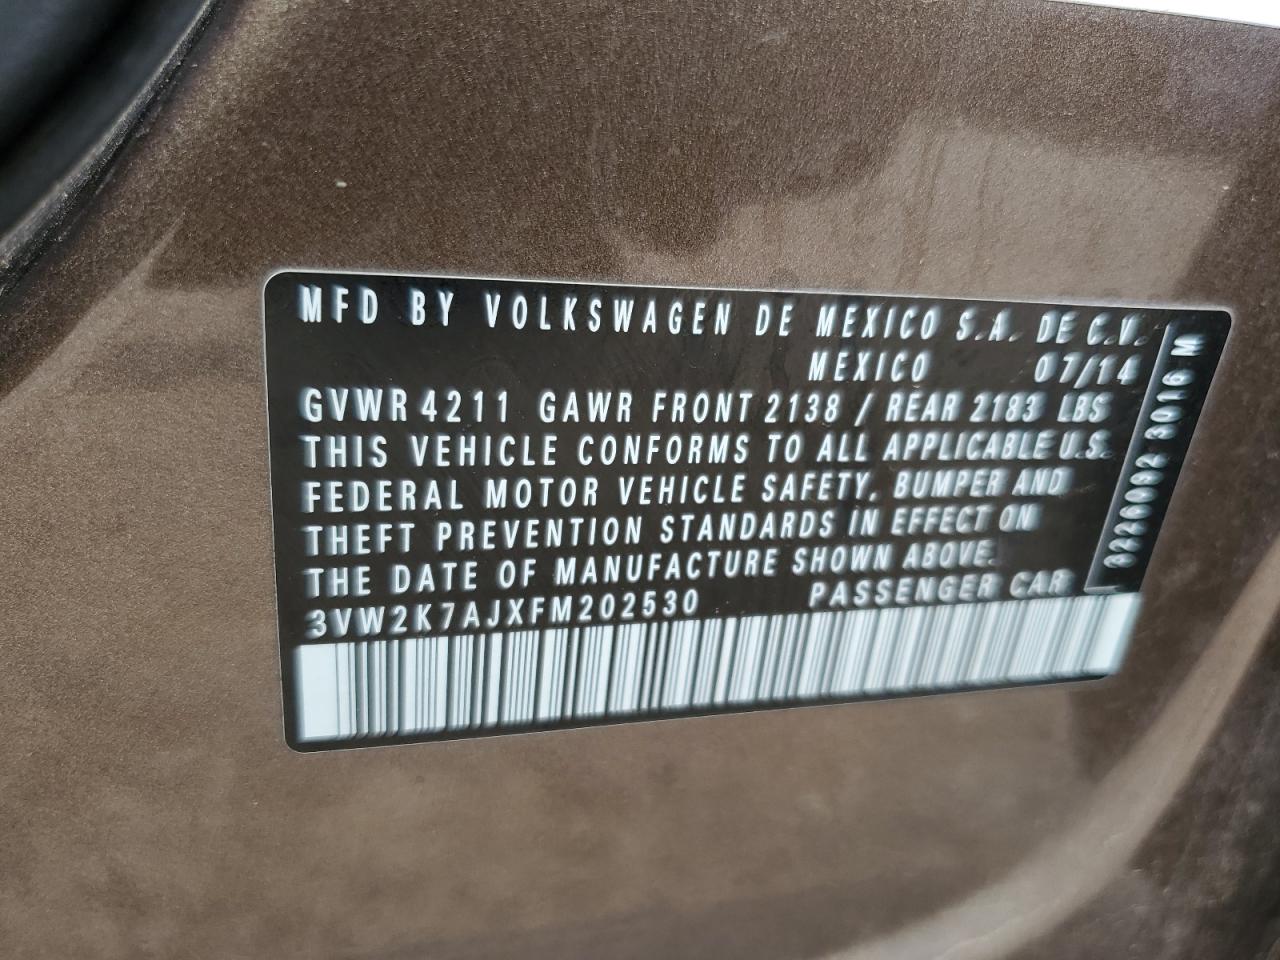 MFD BY VOLKSWAGEN DE MEXICO S.A. DE C.V.
MEXICO 07/14
GVWR 4211 GAWR FRONT 2138 / REAR 2183 LBS
THIS VEHICLE CONFORMS TO ALL APPLICABLE U.S.
FEDERAL MOTOR VEHICLE SAFETY, BUMPER AND
THEFT PREVENTION STANDARDS IN EFFECT ON
THE DATE OF MANUFACTURE SHOWN ABOVE.
3VW2K7AJXFM202530 PASSENGER CAR
3016 M